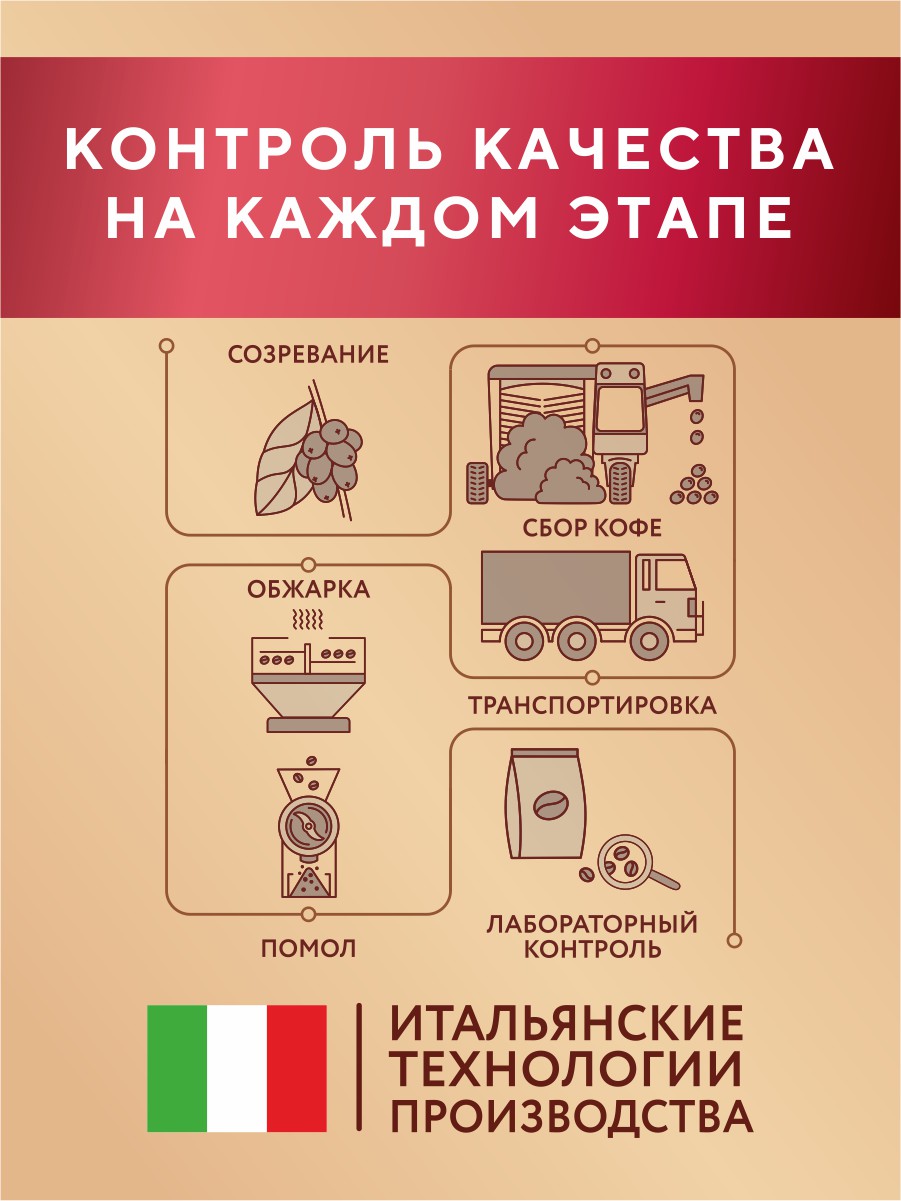 КОНТРОЛЬ КАЧЕСТВА
НА КАЖДОМ ЭТАПЕ
СОЗРЕВАНИЕ
СБОР КОФЕ
ОБЖАРКА
ТРАНСПОРТИРОВКА
ПОМОЛ
ЛАБОРАТОРНЫЙ
КОНТРОЛЬ
ИТАЛЬЯНСКИЕ
ТЕХНОЛОГИИ
ПРОИЗВОДСТВА